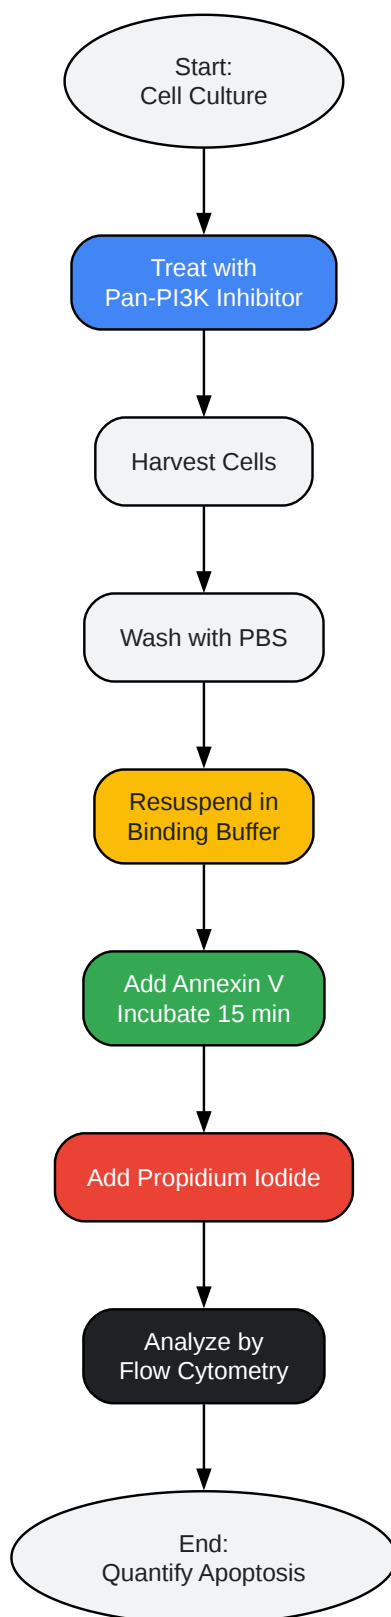 Start:
Cell Culture
Treat with
Pan-PI3K Inhibitor
Harvest Cells
Wash with PBS
Resuspend in
Binding Buffer
Add Annexin V
Incubate 15 min
Add Propidium Iodide
Analyze by
Flow Cytometry
End:
Quantify Apoptosis